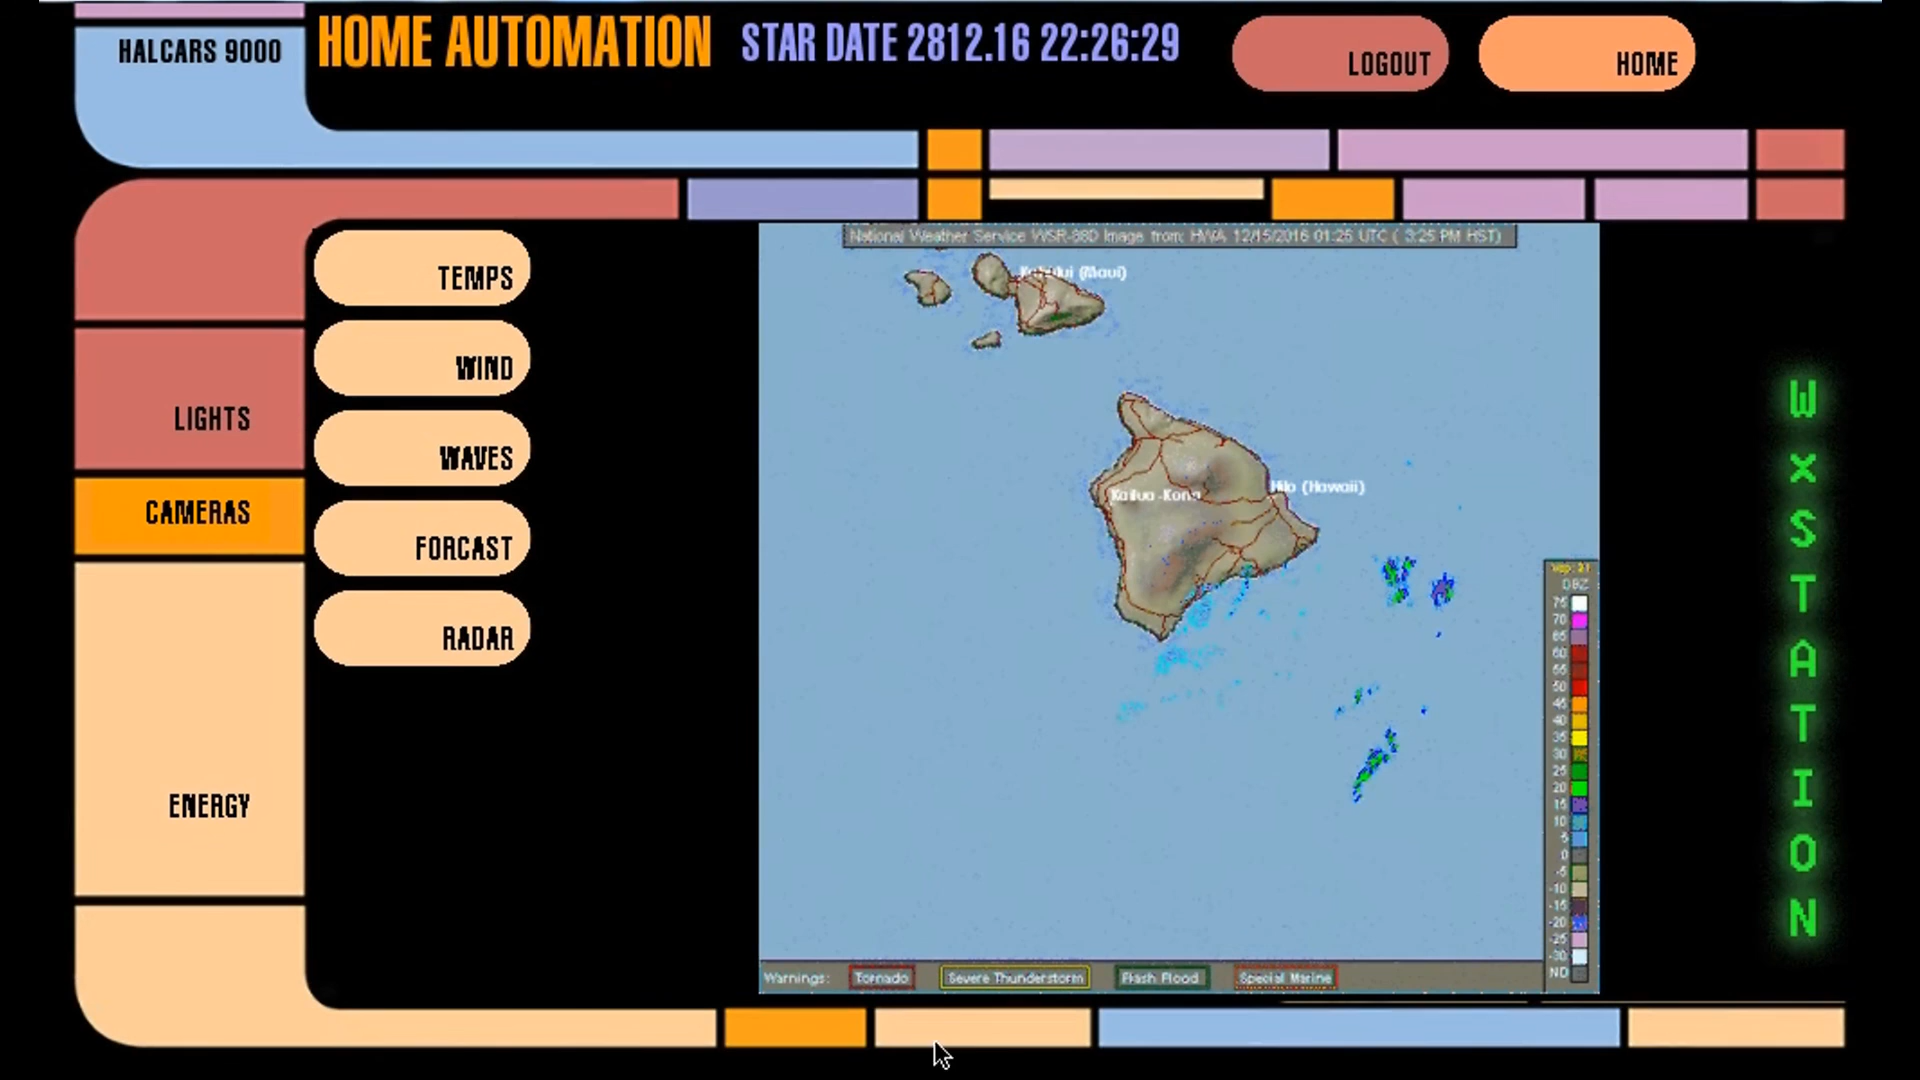 HALCARS 9000
HOME AUTOMATION
STAR DATE 2812.16 22:26:29
LOGOUT
HOME
TEMPS
WIND
WAVES
FORCAST
RADAR
LIGHTS
CAMERAS
ENERGY
National Weather Service WSR-88D Image from: HWA 12/15/2016 01:25 UTC ( 3:25 PM HST)
Kahului (Maui)
Kailua-Kona
Hilo (Hawaii)
DBZ
75
70
65
60
55
50
45
40
35
30
25
20
15
10
5
0
-5
-10
-15
-20
-25
-30
ND
Warnings: Tornado Severe Thunderstorm Flash Flood Special Marine
WXSTATION